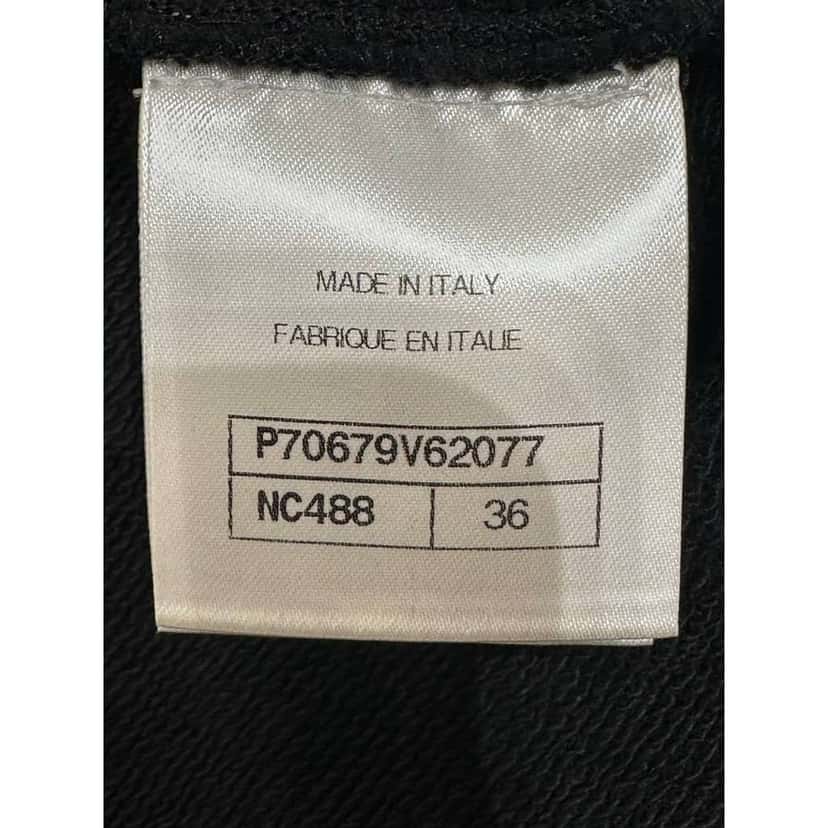 MADE IN ITALY
FABRIQUE EN ITALIE
P70679V62077
NC488 36